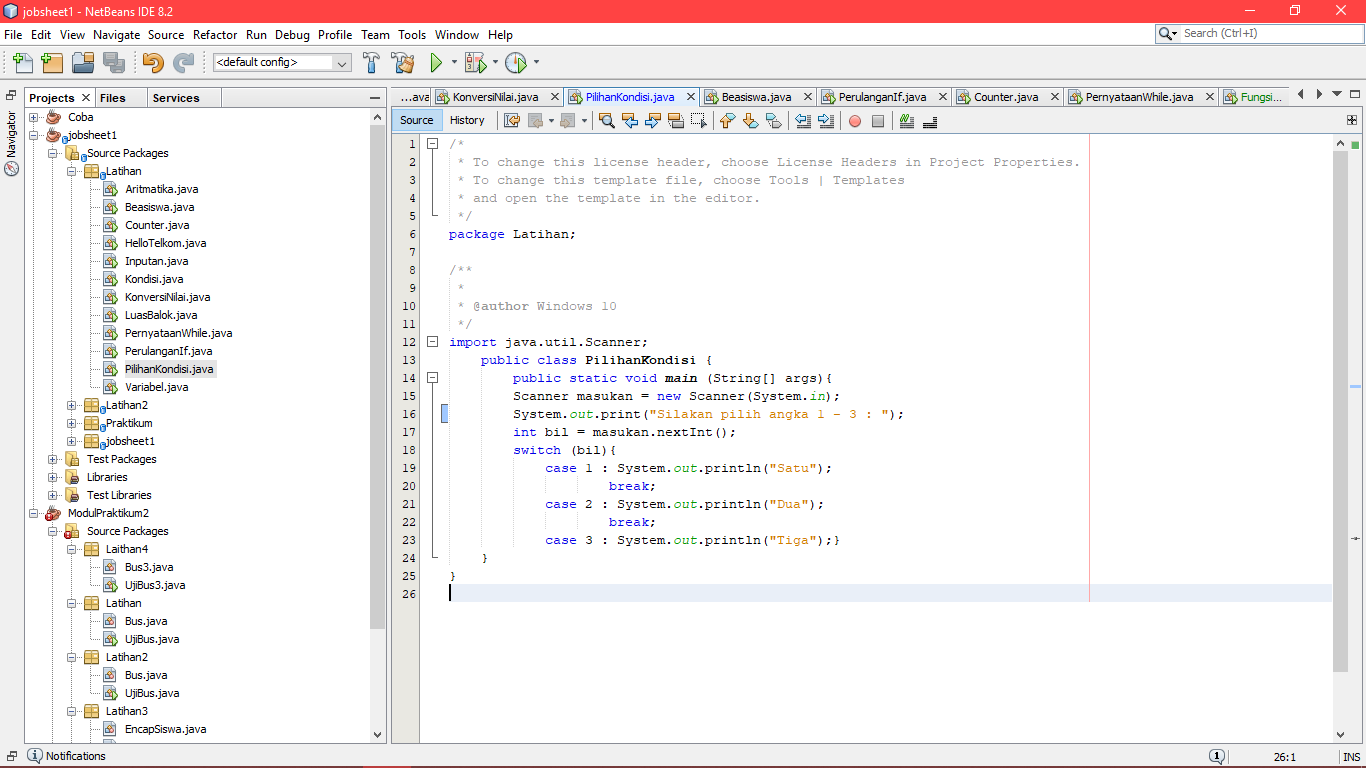 jobsheet1 - NetBeans IDE 8.2
File Edit View Navigate Source Refactor Run Debug Profile Team Tools Window Help
Search (Ctrl+I)
<default config>
Projects Files Services
Navigator
Coba
jobsheet1
Source Packages
Latihan
Aritmatika.java
Beasiswa.java
Counter.java
HelloTelkom.java
Inputan.java
Kondisi.java
KonversiNilai.java
LuasBalok.java
PernyataanWhile.java
PerulanganIf.java
PilihanKondisi.java
Variabel.java
Latihan2
Praktikum
jobsheet1
Test Packages
Libraries
Test Libraries
ModulPraktikum2
Source Packages
Laithan4
Bus3.java
UjiBus3.java
Latihan
Bus.java
UjiBus.java
Latihan2
Bus.java
UjiBus.java
Latihan3
EncapSiswa.java
...ava KonversiNilai.java PilihanKondisi.java Beasiswa.java PerulanganIf.java Counter.java PernyataanWhile.java Fungsi...
Source History
1 /*
2 * To change this license header, choose License Headers in Project Properties.
3 * To change this template file, choose Tools | Templates
4 * and open the template in the editor.
5 */
6 package Latihan;
7
8 /**
9 *
10 * @author Windows 10
11 */
12 import java.util.Scanner;
13 public class PilihanKondisi {
14 public static void main (String[] args){
15 Scanner masukan = new Scanner(System.in);
16 System.out.print("Silakan pilih angka 1 - 3 : ");
17 int bil = masukan.nextInt();
18 switch (bil){
19 case 1 : System.out.println("Satu");
20 break;
21 case 2 : System.out.println("Dua");
22 break;
23 case 3 : System.out.println("Tiga");}
24 }
25 }
26
Notifications
1
26:1
INS